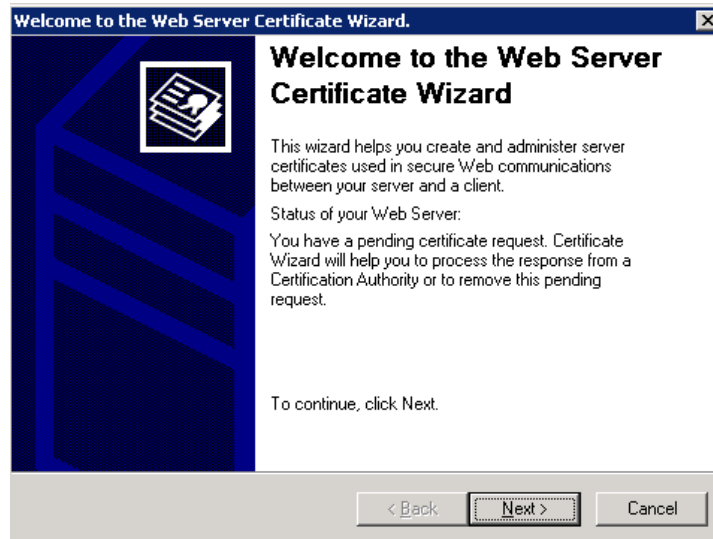 Welcome to the Web Server Certificate Wizard.
Welcome to the Web Server
Certificate Wizard
This wizard helps you create and administer server
certificates used in secure Web communications
between your server and a client.
Status of your Web Server:
You have a pending certificate request. Certificate
Wizard will help you to process the response from a
Certification Authority or to remove this pending
request.
To continue, click Next.
< Back
Next >
Cancel